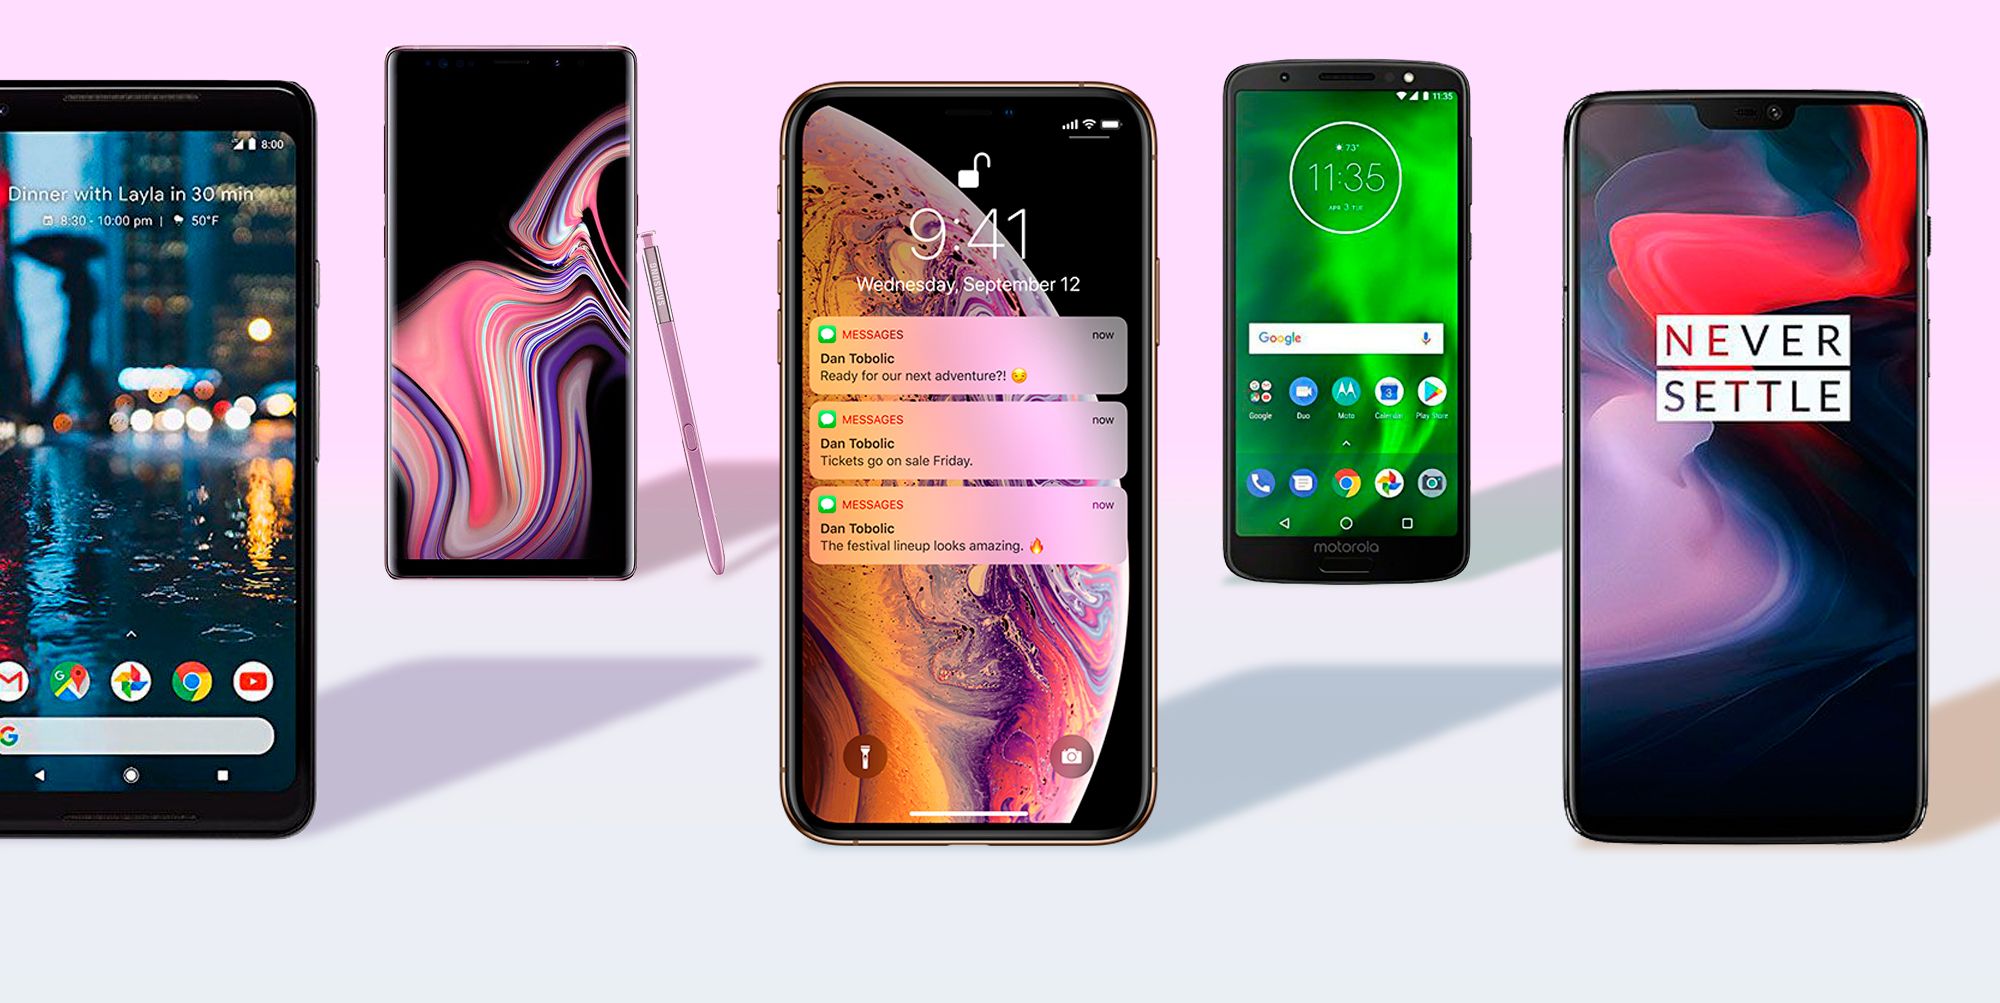 8:00
Dinner with Layla in 30 min
8:30 - 10:00 pm | 50°F
G
SAMSUNG
9:41
Wednesday, September 12
MESSAGES now
Dan Tobolic
Ready for our next adventure?! 😏
MESSAGES now
Dan Tobolic
Tickets go on sale Friday.
MESSAGES now
Dan Tobolic
The festival lineup looks amazing. 🔥
11:35
73°
11:35
APR 3 TUE
Google
3
Google Duo Moto Calendar Play Store
motorola
NEVER
SETTLE